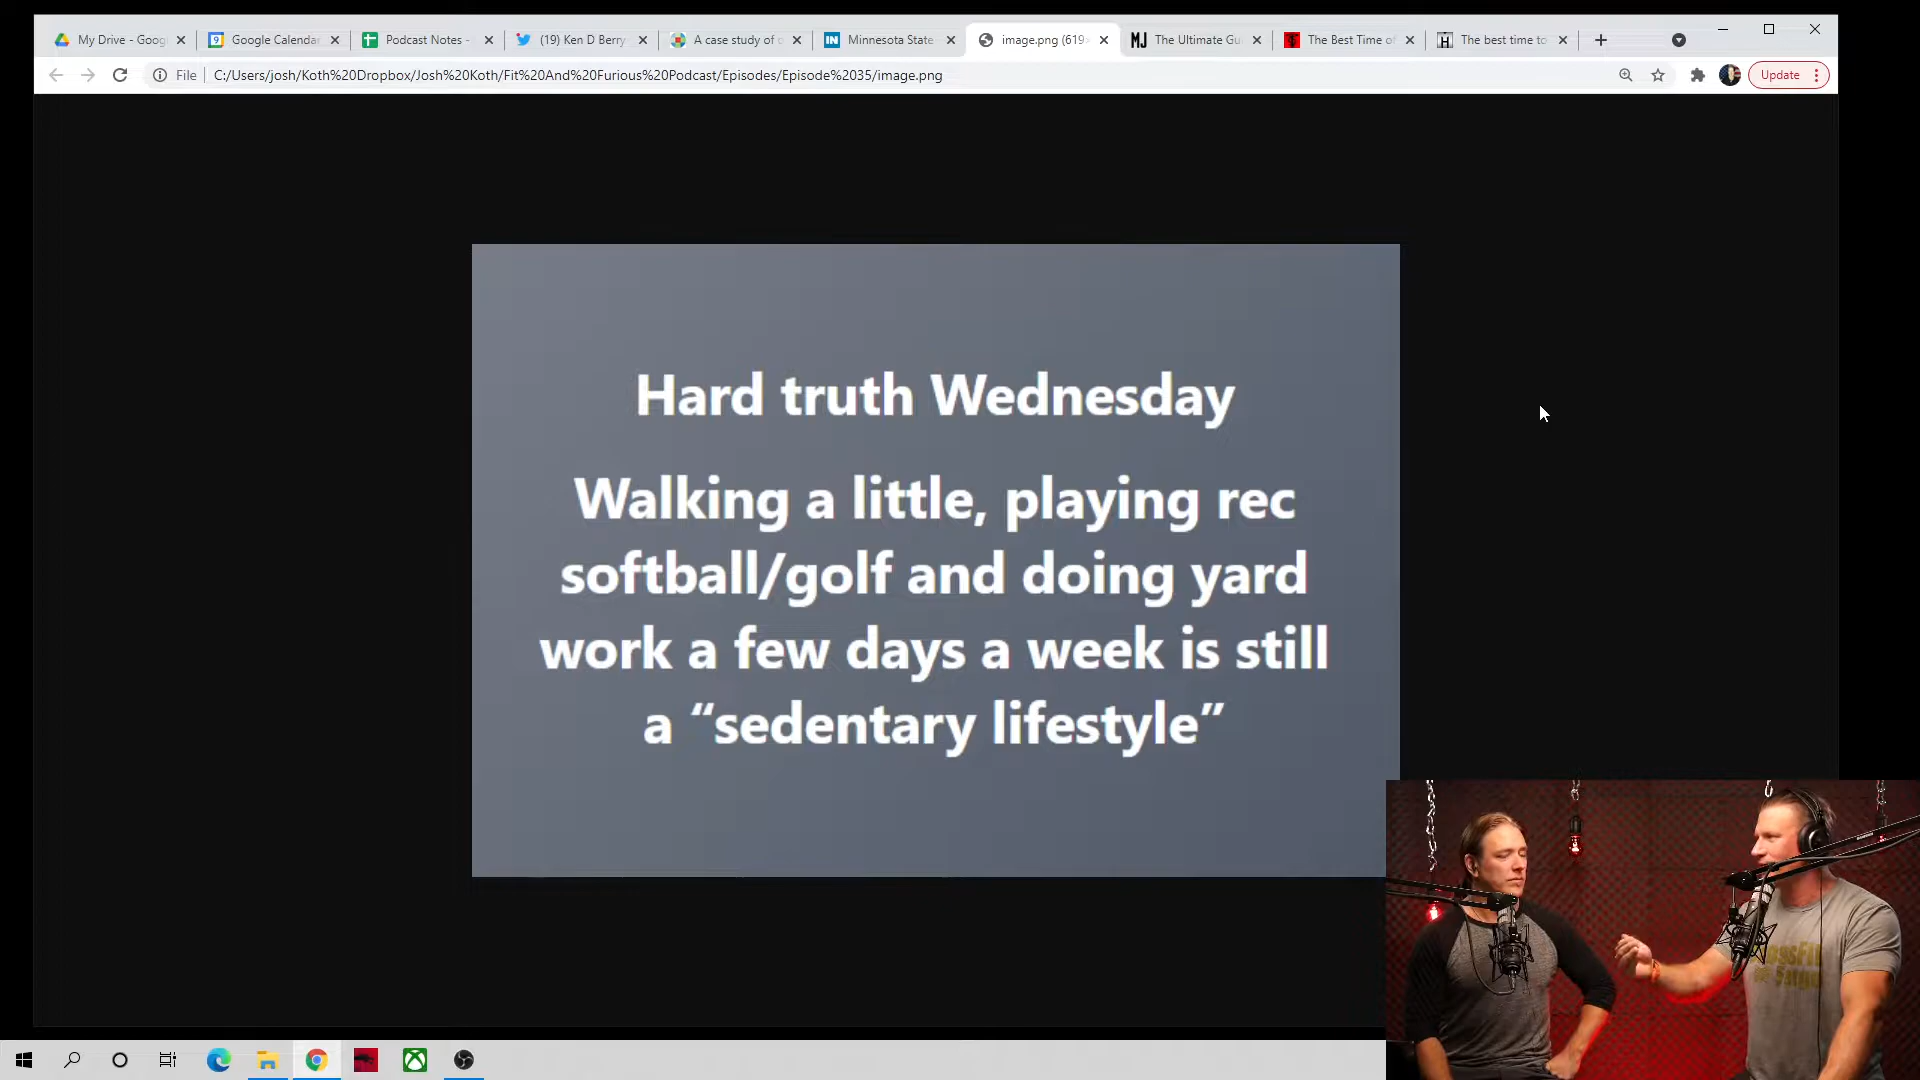 My Drive - Goog
Google Calenda
Podcast Notes -
(19) Ken D Berry
A case study of
Minnesota State
image.png (619
The Ultimate Gu
The Best Time o
The best time to
File
C:/Users/josh/Koth%20Dropbox/Josh%20Koth/Fit%20And%20Furious%20Podcast/Episodes/Episode%2035/image.png
Update
Hard truth Wednesday
Walking a little, playing rec
softball/golf and doing yard
work a few days a week is still
a “sedentary lifestyle”